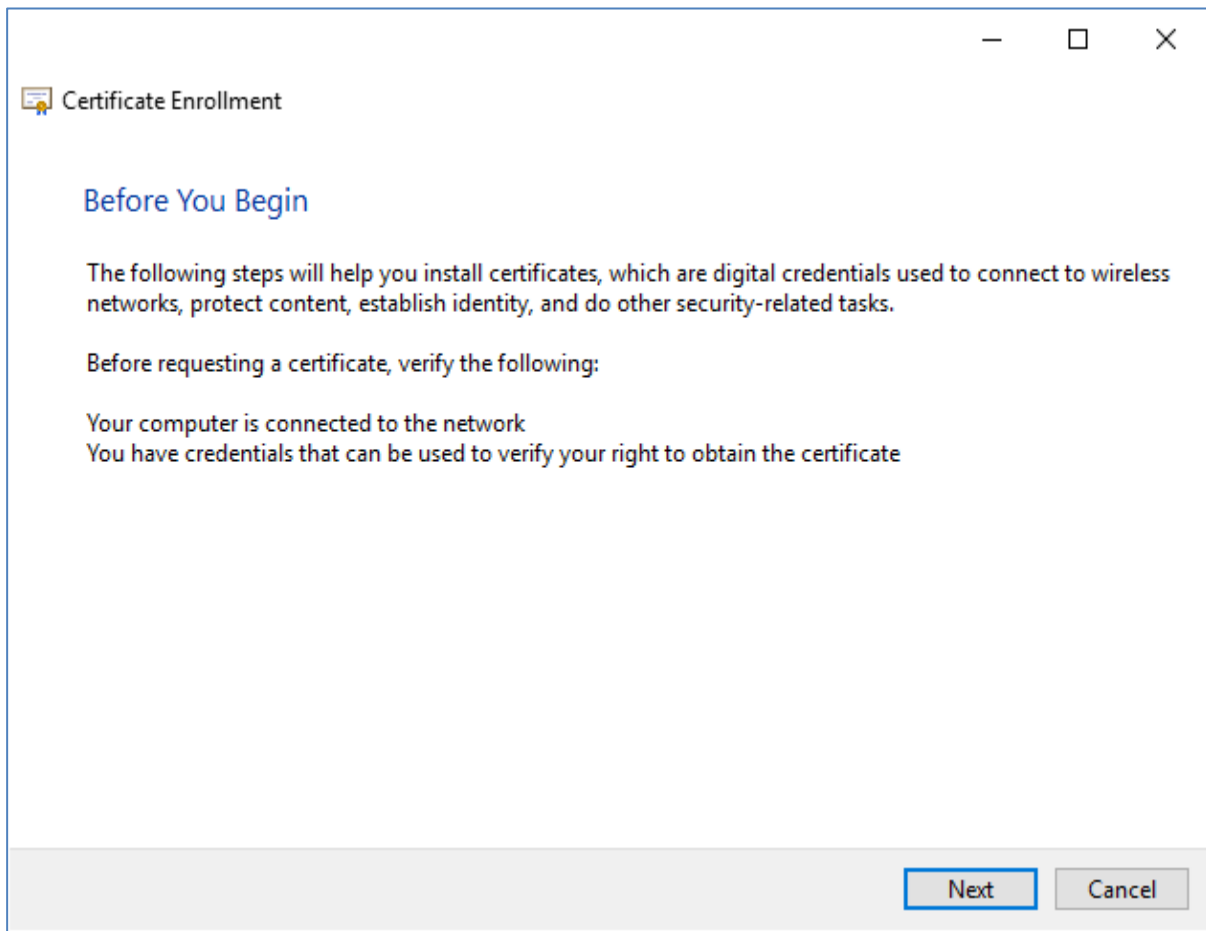 Certificate Enrollment
Before You Begin
The following steps will help you install certificates, which are digital credentials used to connect to wireless
networks, protect content, establish identity, and do other security-related tasks.
Before requesting a certificate, verify the following:
Your computer is connected to the network
You have credentials that can be used to verify your right to obtain the certificate
Next
Cancel